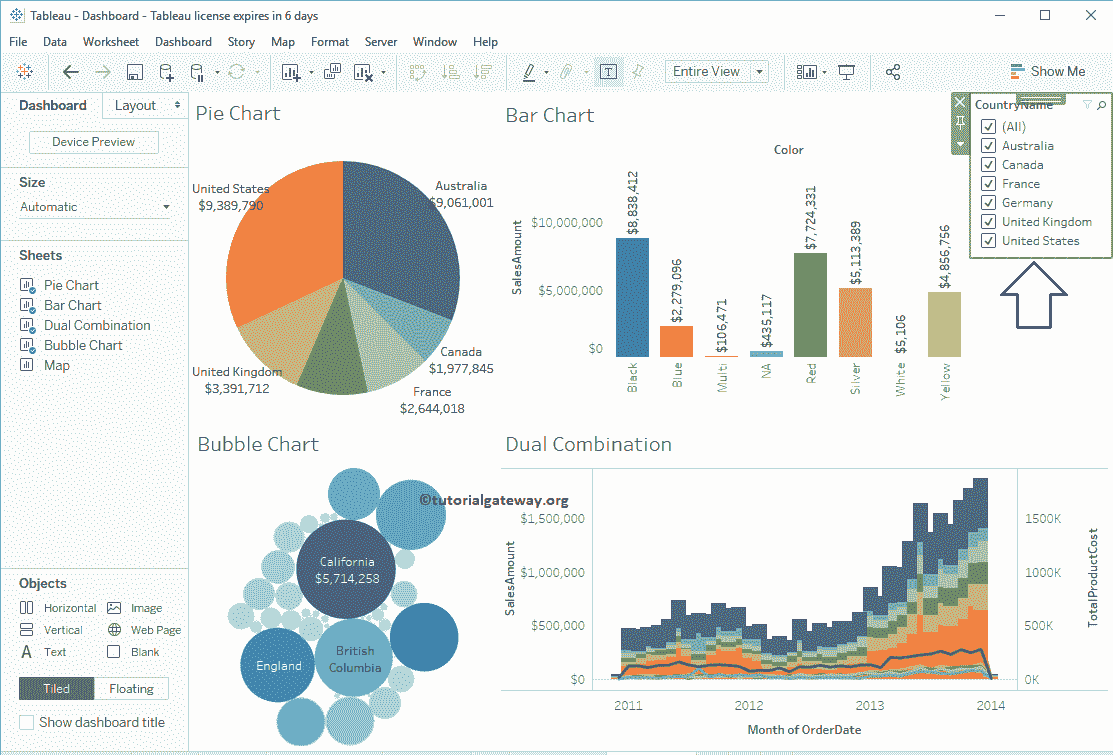 Tableau - Dashboard - Tableau license expires in 6 days
File Data Worksheet Dashboard Story Map Format Server Window Help
Entire View
Show Me
Dashboard Layout
Device Preview
Size
Automatic
Sheets
Pie Chart
Bar Chart
Dual Combination
Bubble Chart
Map
Objects
Horizontal Image
Vertical Web Page
A Text Blank
Tiled Floating
Show dashboard title
Pie Chart
United States
$9,389,790
Australia
$9,061,001
Canada
$1,977,845
United Kingdom
$3,391,712
France
$2,644,018
Bar Chart
Color
SalesAmount
$10,000,000
$5,000,000
$0
$8,838,412
$2,279,096
$106,471
$435,117
$7,724,331
$5,113,389
$5,106
$4,856,756
Black
Blue
Multi
NA
Red
Silver
White
Yellow
CountryName
(All)
Australia
Canada
France
Germany
United Kingdom
United States
Bubble Chart
©tutorialgateway.org
California
$5,714,258
England
British
Columbia
Dual Combination
SalesAmount
$1,500,000
$1,000,000
$500,000
$0
1500K
1000K
500K
0K
TotalProductCost
2011 2012 2013 2014
Month of OrderDate